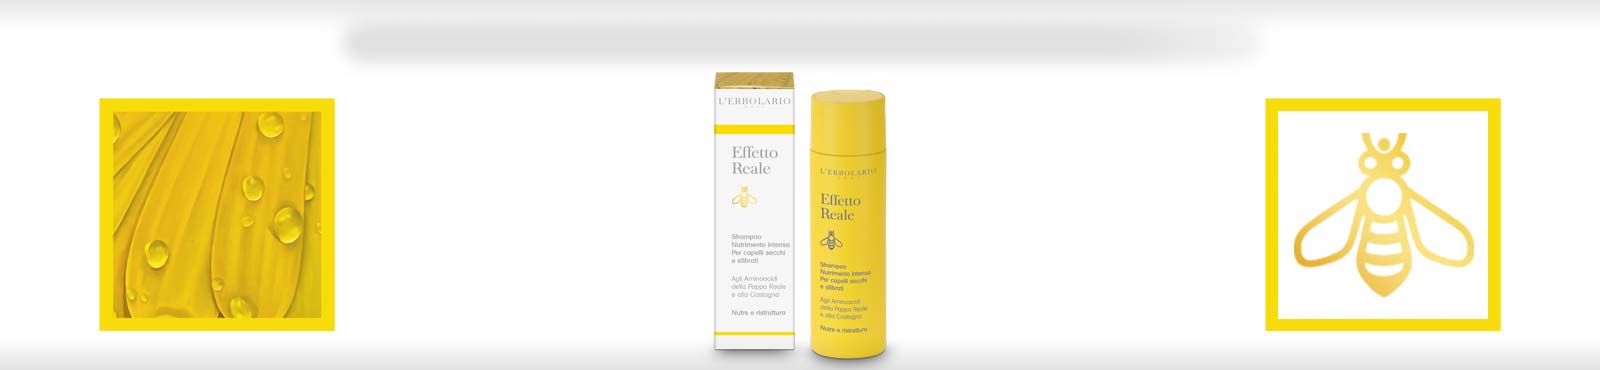 L'ERBOLARIO
Effetto
Reale
Shampoo
Nutrimento intenso
Per capelli secchi
e sfibrati
Agli Aminoacidi
della Pappa Reale
e alla Castagna
Nutre e ristruttura
L'ERBOLARIO
Effetto
Reale
Shampoo
Nutrimento intenso
Per capelli secchi
e sfibrati
Agli Aminoacidi
della Pappa Reale
e alla Castagna
Nutre e ristruttura